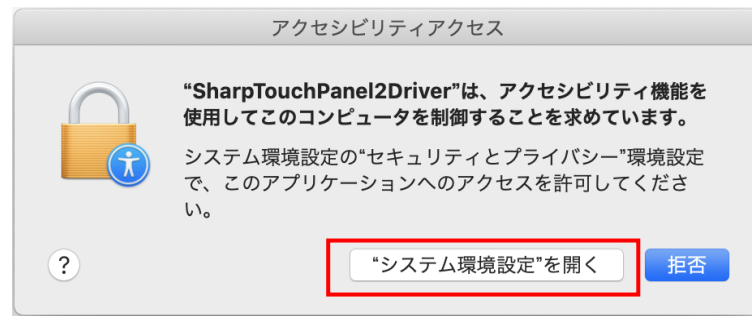 アクセシビリティアクセス
“SharpTouchPanel2Driver”は、アクセシビリティ機能を
使用してこのコンピュータを制御することを求めています。
システム環境設定の“セキュリティとプライバシー”環境設定
で、このアプリケーションへのアクセスを許可してくださ
い。
?
“システム環境設定”を開く
拒否